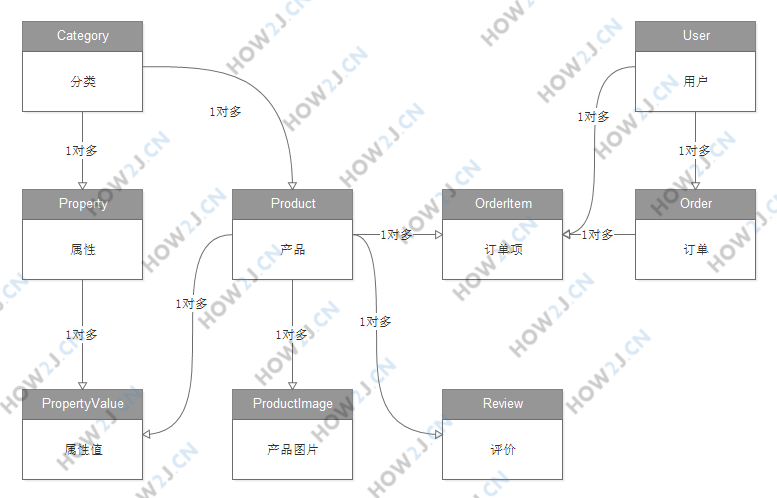 Category
User
分类
用户
1对多
1对多
1对多
1对多
Property
Product
OrderItem
Order
属性
产品
1对多
订单项
1对多
订单
1对多
1对多
1对多
1对多
PropertyValue
ProductImage
Review
属性值
产品图片
评价
HOW2J.CN